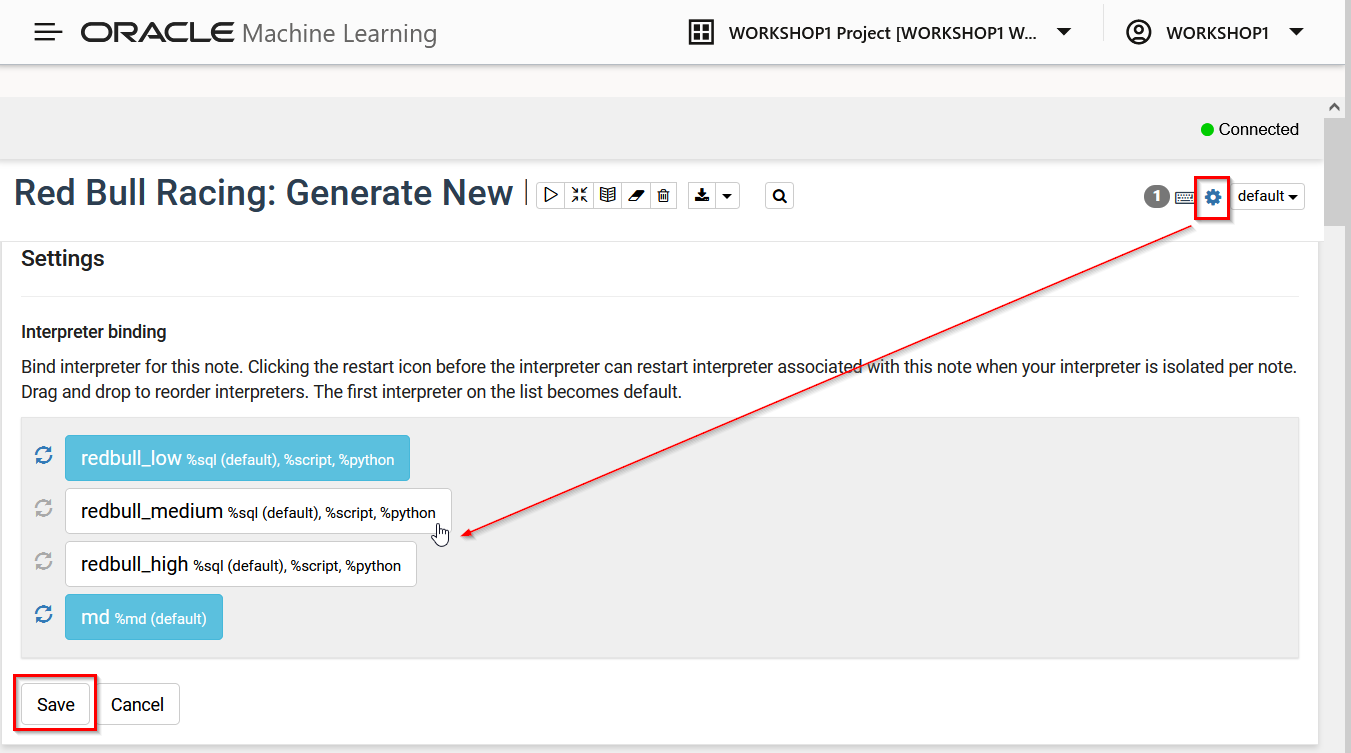 ORACLE Machine Learning
WORKSHOP1 Project [WORKSHOP1 W...
WORKSHOP1
Connected
Red Bull Racing: Generate New
1
default
Settings
Interpreter binding
Bind interpreter for this note. Clicking the restart icon before the interpreter can restart interpreter associated with this note when your interpreter is isolated per note.
Drag and drop to reorder interpreters. The first interpreter on the list becomes default.
redbull_low %sql (default), %script, %python
redbull_medium %sql (default), %script, %python
redbull_high %sql (default), %script, %python
md %md (default)
Save
Cancel